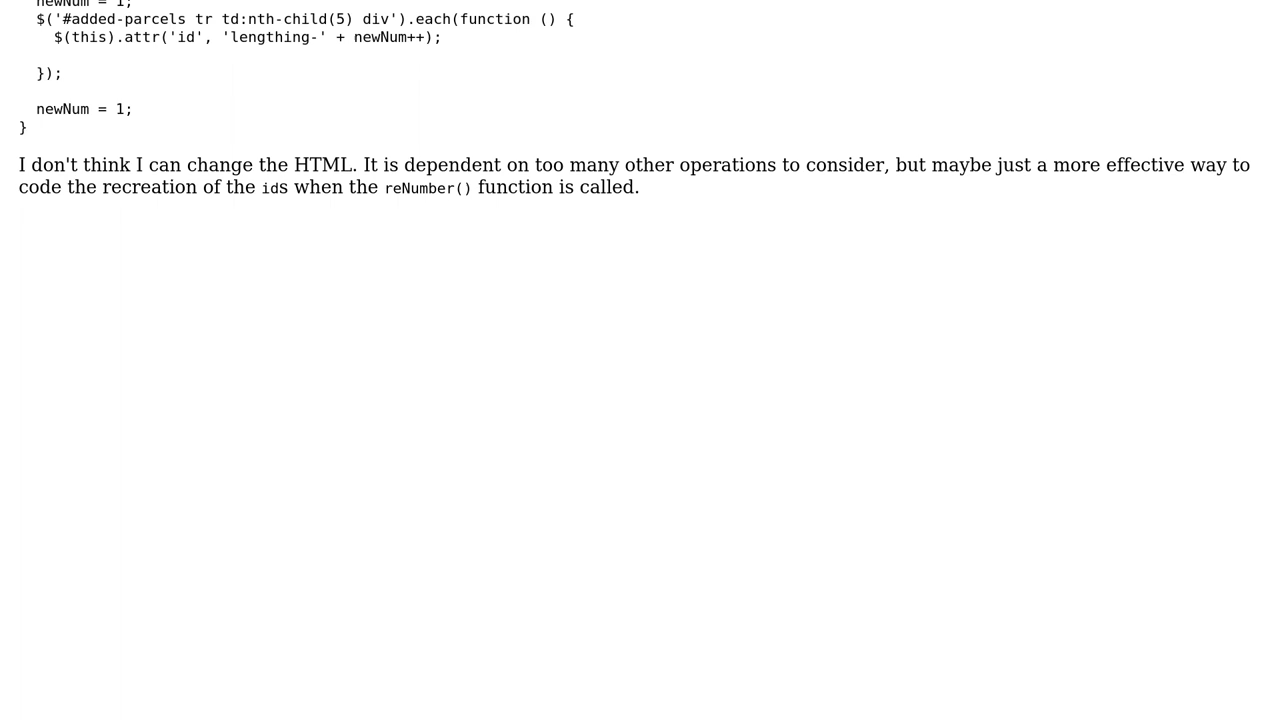 newNum = 1;
$('#added-parcels tr td:nth-child(5) div').each(function () {
$(this).attr('id', 'lengthing-' + newNum++);
});
newNum = 1;
}
I don't think I can change the HTML. It is dependent on too many other operations to consider, but maybe just a more effective way to
code the recreation of the ids when the reNumber() function is called.